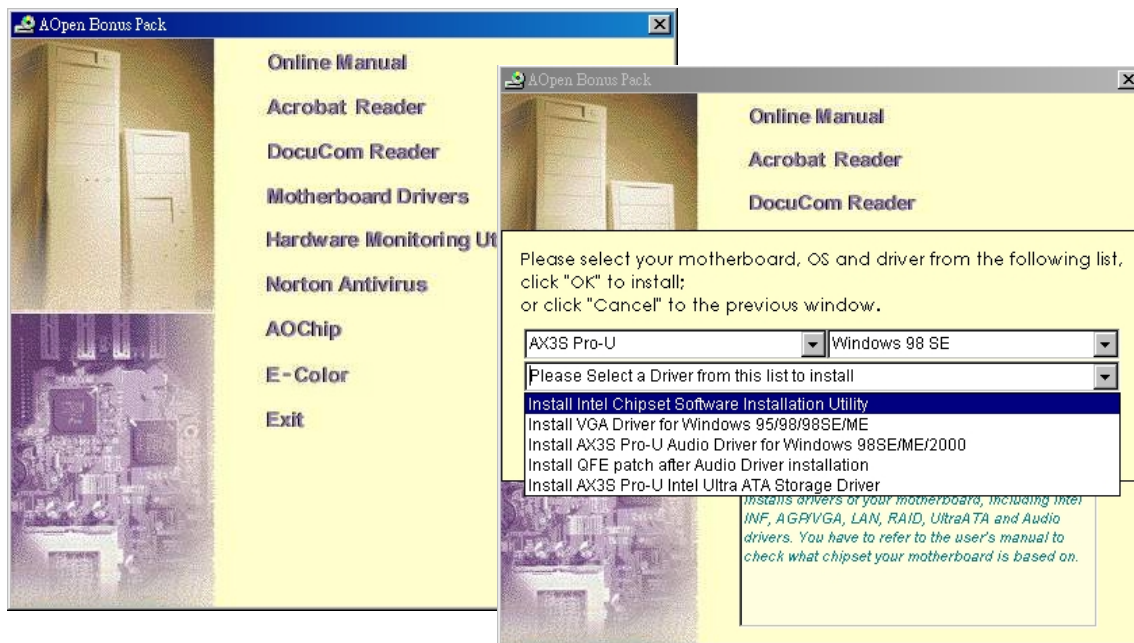 AOpen Bonus Pack
Online Manual
Acrobat Reader
DocuCom Reader
Motherboard Drivers
Hardware Monitoring Ut
Norton Antivirus
AOChip
E-Color
Exit
AOpen Bonus Pack
Online Manual
Acrobat Reader
DocuCom Reader
Please select your motherboard, OS and driver from the following list,
click "OK" to install;
or click "Cancel" to the previous window.
AX3S Pro-U
Windows 98 SE
Please Select a Driver from this list to install
Install Intel Chipset Software Installation Utility
Install VGA Driver for Windows 95/98/98SE/ME
Install AX3S Pro-U Audio Driver for Windows 98SE/ME/2000
Install QFE patch after Audio Driver installation
Install AX3S Pro-U Intel Ultra ATA Storage Driver
Installs drivers of your motherboard, including Intel
INF, AGP/VGA, LAN, RAID, UltraATA and Audio
drivers. You have to refer to the user's manual to
check what chipset your motherboard is based on.